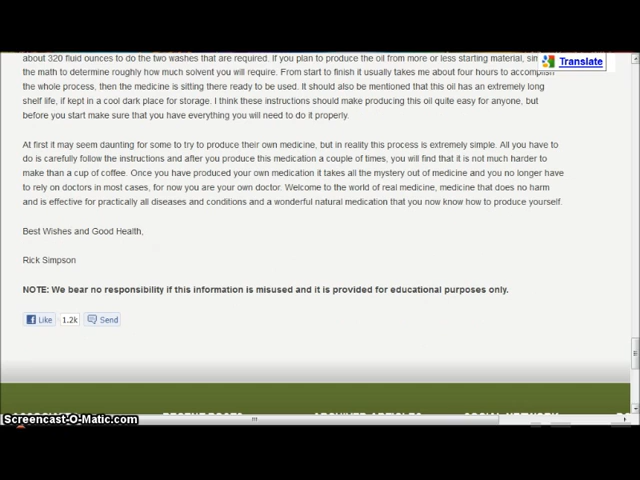 about 320 fluid ounces to do the two washes that are required. If you plan to produce the oil from more or less starting material,
Translate
the math to determine roughly how much solvent you will require. From start to finish it usually takes me about four hours to accomplish
the whole process, then the medicine is sitting there ready to be used. It should also be mentioned that this oil has an extremely long
shelf life, if kept in a cool dark place for storage. I think these instructions should make producing this oil quite easy for anyone, but
before you start make sure that you have everything you will need to do it properly.
At first it may seem daunting for some to try to produce their own medicine, but in reality this process is extremely simple. All you have to
do is carefully follow the instructions and after you produce this medication a couple of times, you will find that it is not much harder to
make than a cup of coffee. Once you have produced your own medication it takes all the mystery out of medicine and you no longer have
to rely on doctors in most cases, for now you are your own doctor. Welcome to the world of real medicine, medicine that does no harm
and is effective for practically all diseases and conditions and a wonderful natural medication that you now know how to produce yourself.
Best Wishes and Good Health,
Rick Simpson
NOTE: We bear no responsibility if this information is misused and it is provided for educational purposes only.
Like 1.2k Send
RECENT POSTS ARCHIVED ARTICLES SOCIAL NETWORK
Screencast-O-Matic.com